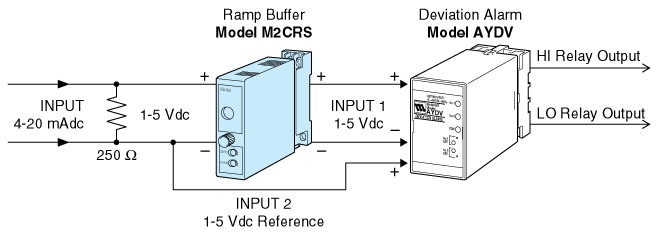 Ramp Buffer
Model M2CRS
Deviation Alarm
Model AYDV
HI Relay Output
LO Relay Output
INPUT
4-20 mAdc
1-5 Vdc
250 Ω
+
−
+
−
INPUT 1
1-5 Vdc
+
−
+
INPUT 2
1-5 Vdc Reference
AYDV